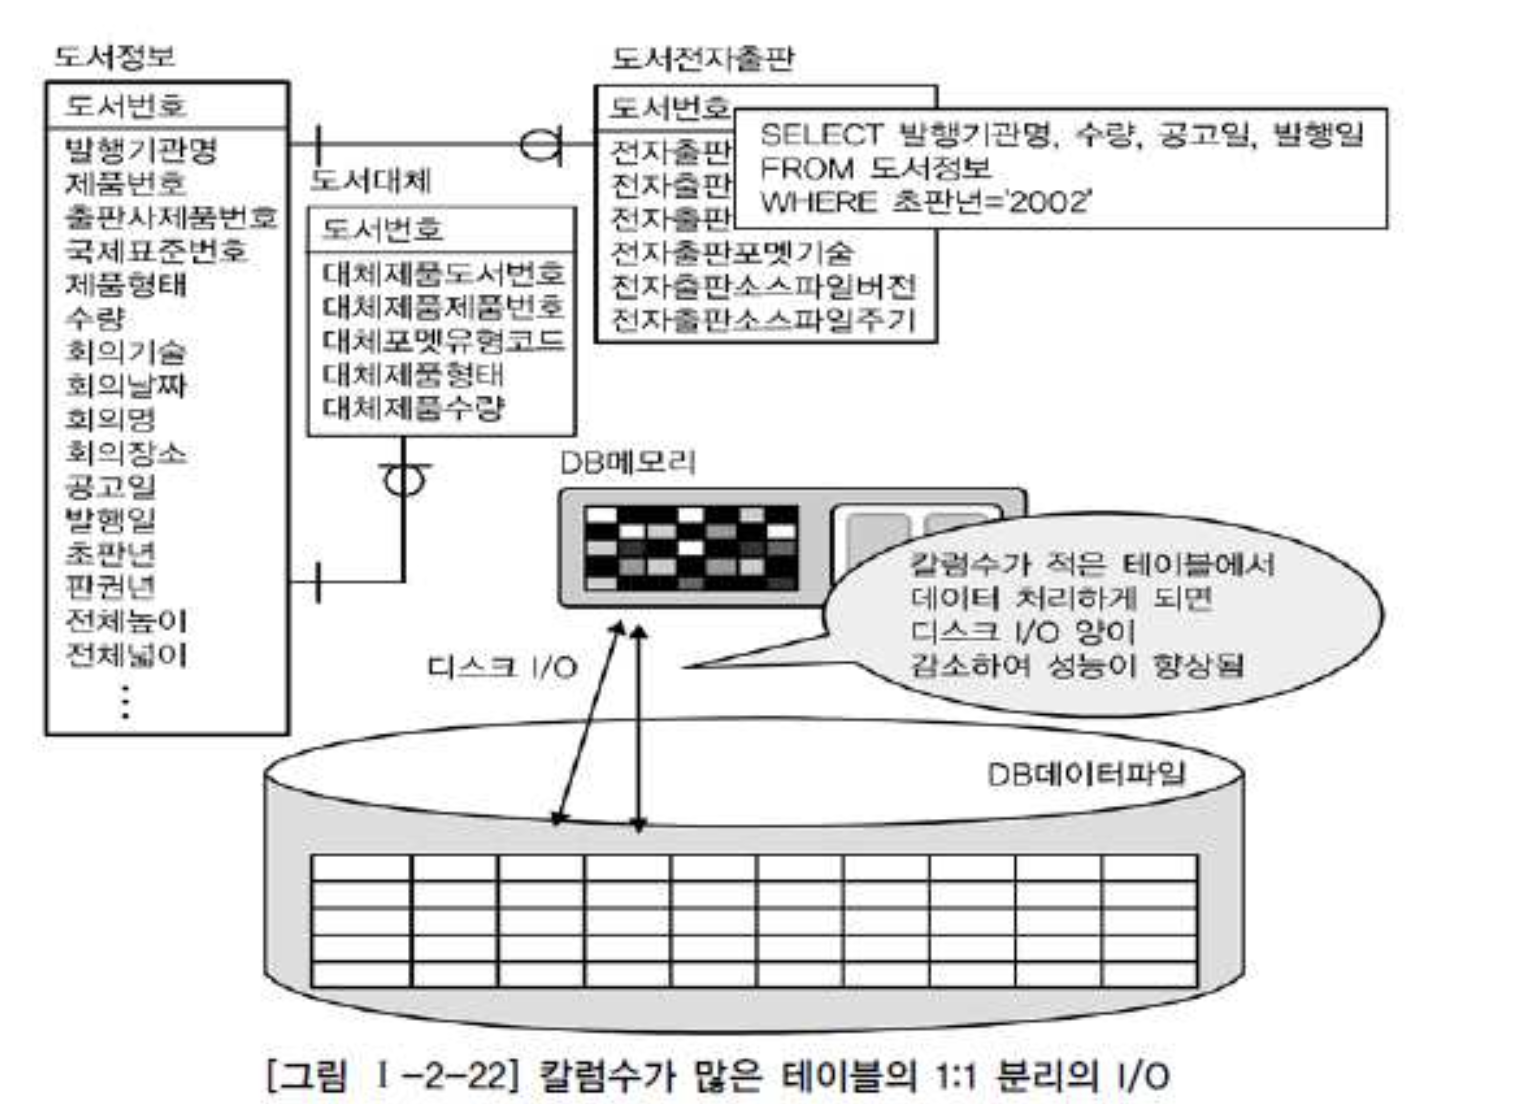 도서정보
도서번호
발행기관명
제품번호
출판사제품번호
국제표준번호
제품형태
수량
회의기술
회의날짜
회의명
회의장소
공고일
발행일
초판년
판권년
전체높이
전체넓이
⋮
도서대체
도서번호
대체제품도서번호
대체제품제품번호
대체포멧유형코드
대체제품형태
대체제품수량
도서전자출판
도서번호
전자출판
전자출판
전자출판
전자출판포멧기술
전자출판소스파일버전
전자출판소스파일주기
SELECT 발행기관명, 수량, 공고일, 발행일
FROM 도서정보
WHERE 초판년='2002'
DB메모리
칼럼수가 적은 테이블에서
데이터 처리하게 되면
디스크 I/O 양이
감소하여 성능이 향상됨
디스크 I/O
DB데이터파일
[그림 Ⅰ-2-22] 칼럼수가 많은 테이블의 1:1 분리의 I/O